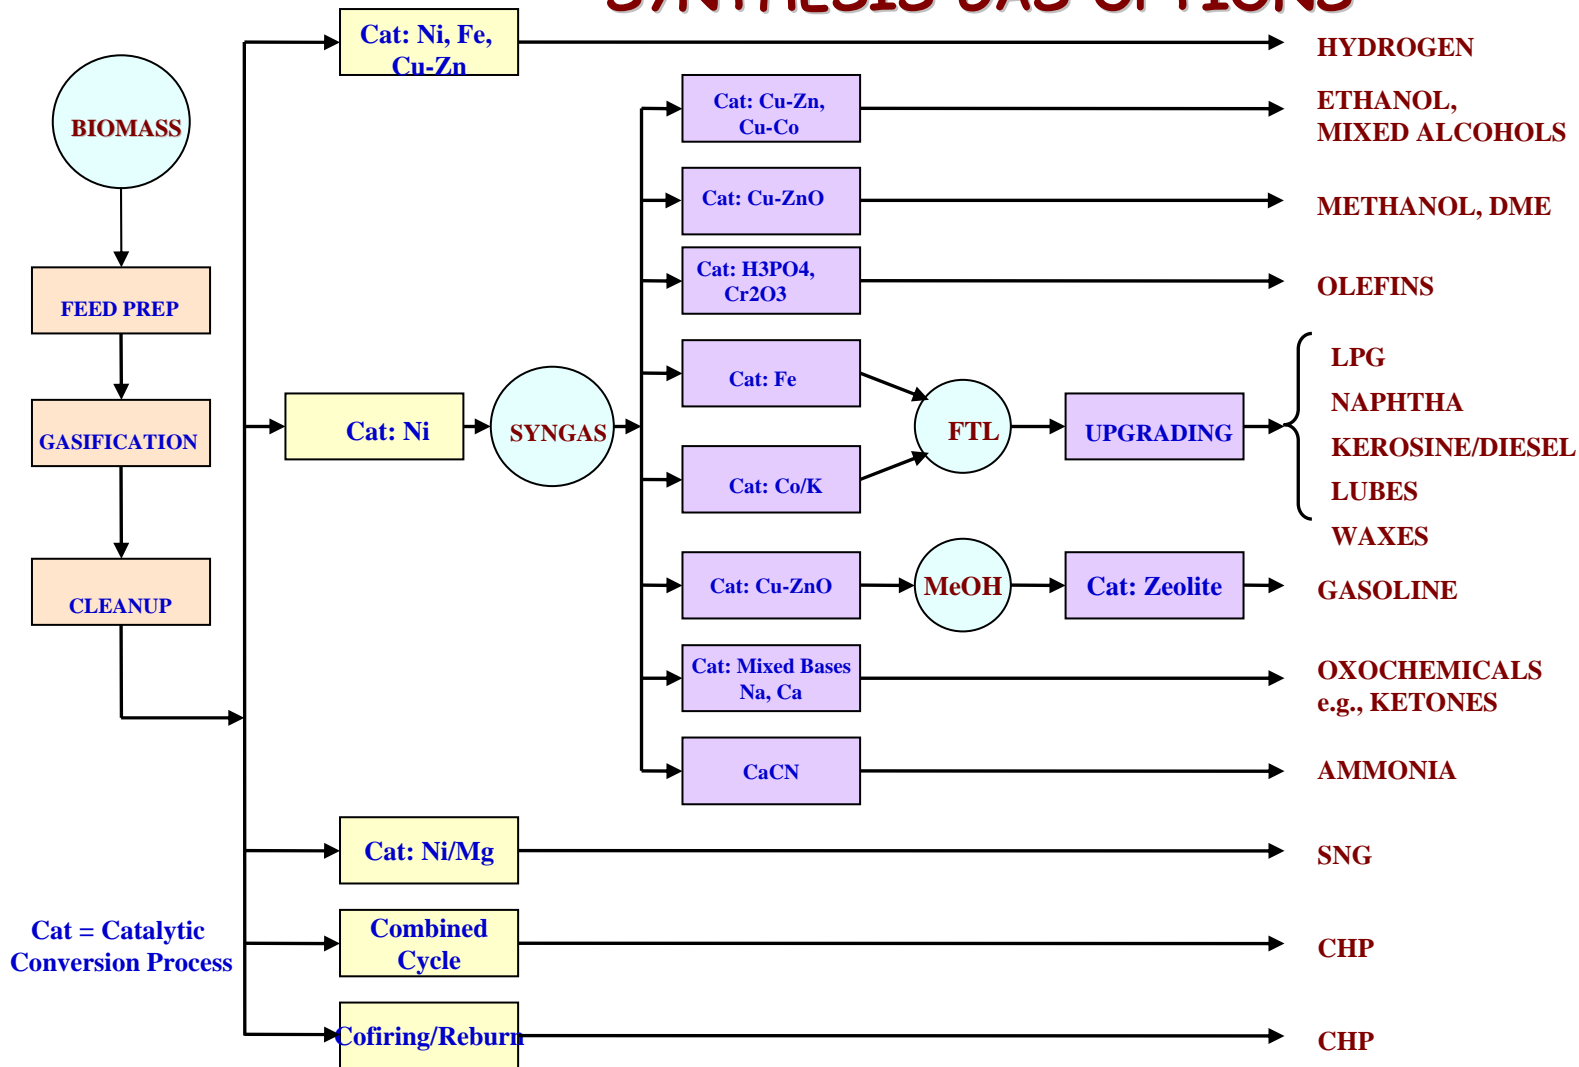 SYNTHESIS GAS OPTIONS
Cat: Ni, Fe,
Cu-Zn
HYDROGEN
BIOMASS
Cat: Cu-Zn,
Cu-Co
ETHANOL,
MIXED ALCOHOLS
Cat: Cu-ZnO
METHANOL, DME
FEED PREP
Cat: H3PO4,
Cr2O3
OLEFINS
GASIFICATION
Cat: Ni
SYNGAS
Cat: Fe
Cat: Co/K
FTL
UPGRADING
LPG
NAPHTHA
KEROSINE/DIESEL
LUBES
WAXES
CLEANUP
Cat: Cu-ZnO
MeOH
Cat: Zeolite
GASOLINE
Cat: Mixed Bases
Na, Ca
OXOCHEMICALS
e.g., KETONES
CaCN
AMMONIA
Cat: Ni/Mg
SNG
Cat = Catalytic
Conversion Process
Combined
Cycle
CHP
Cofiring/Reburn
CHP